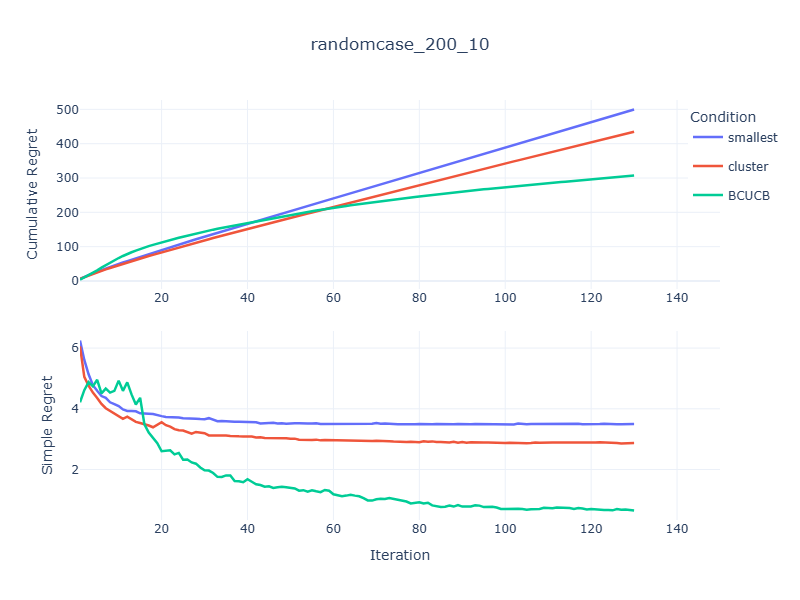 randomcase_200_10
Cumulative Regret
500
400
300
200
100
0
20 40 60 80 100 120 140
Condition
smallest
cluster
BCUCB
Simple Regret
6
4
2
20 40 60 80 100 120 140
Iteration